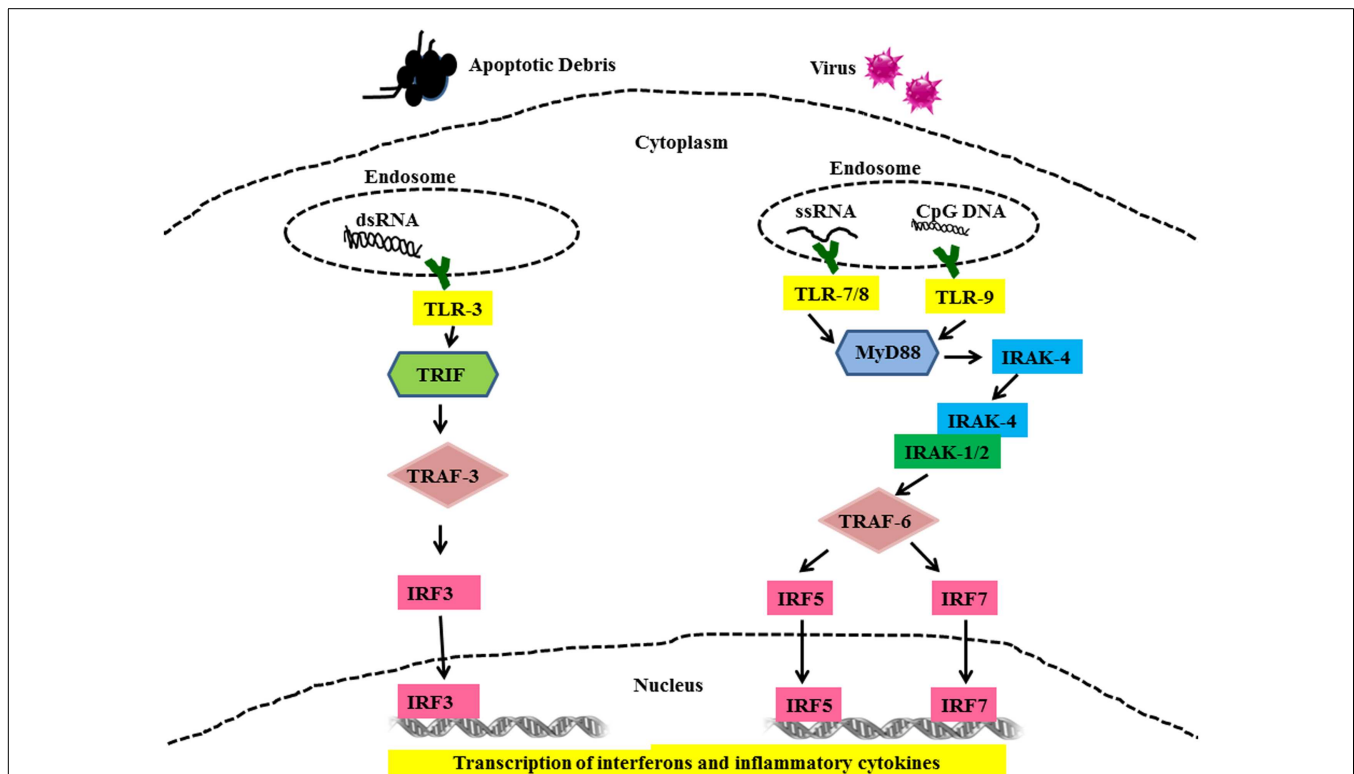 Apoptotic Debris
Virus
Cytoplasm
Endosome
dsRNA
TLR-3
TRIF
TRAF-3
IRF3
Endosome
ssRNA
CpG DNA
TLR-7/8
TLR-9
MyD88
IRAK-4
IRAK-4
IRAK-1/2
TRAF-6
IRF5
IRF7
Nucleus
IRF3
IRF5
IRF7
Transcription of interferons and inflammatory cytokines